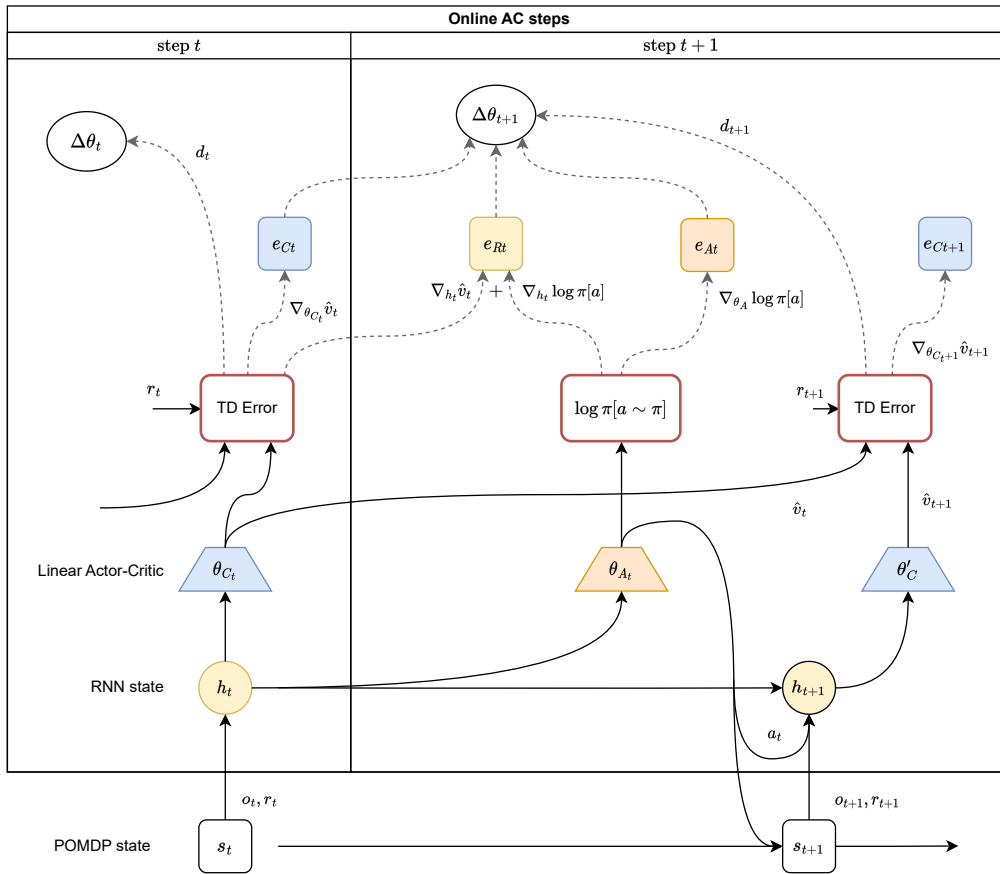 Online AC steps
step t
step t + 1
Δθ_t
d_t
Δθ_{t+1}
d_{t+1}
e_{Ct}
e_{Rt}
e_{At}
e_{Ct+1}
∇_{θ_{C_t}} v̂_t
∇_{h_t} v̂_t + ∇_{h_t} log π[a]
∇_{θ_A} log π[a]
∇_{θ_{C_t+1}} v̂_{t+1}
r_t
TD Error
log π[a ∼ π]
r_{t+1}
TD Error
v̂_t
v̂_{t+1}
Linear Actor-Critic
θ_{C_t}
θ_{A_t}
θ′_C
RNN state
h_t
h_{t+1}
a_t
o_t, r_t
o_{t+1}, r_{t+1}
POMDP state
s_t
s_{t+1}